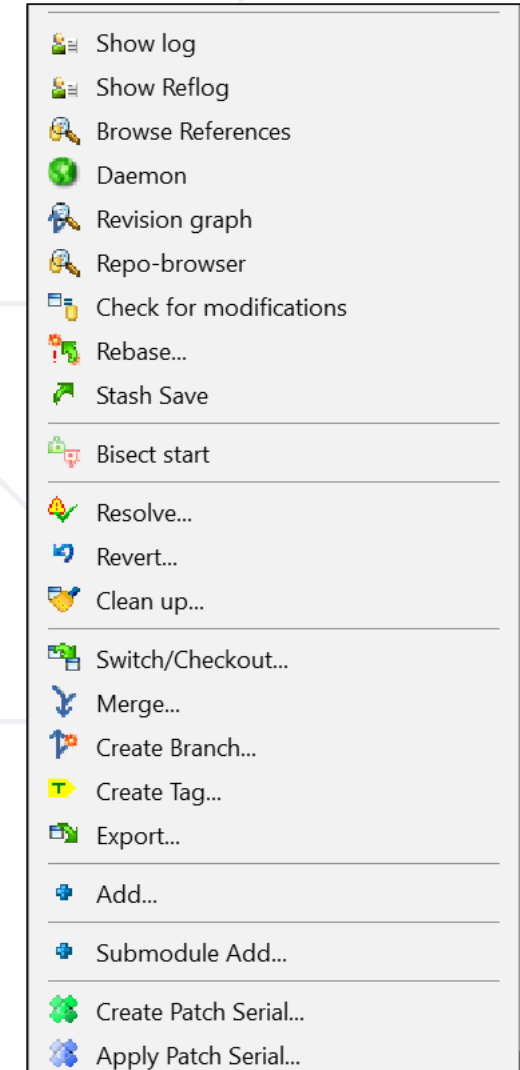 Show log
Show Reflog
Browse References
Daemon
Revision graph
Repo-browser
Check for modifications
Rebase...
Stash Save
Bisect start
Resolve...
Revert...
Clean up...
Switch/Checkout...
Merge...
Create Branch...
T Create Tag...
Export...
Add...
Submodule Add...
Create Patch Serial...
Apply Patch Serial...